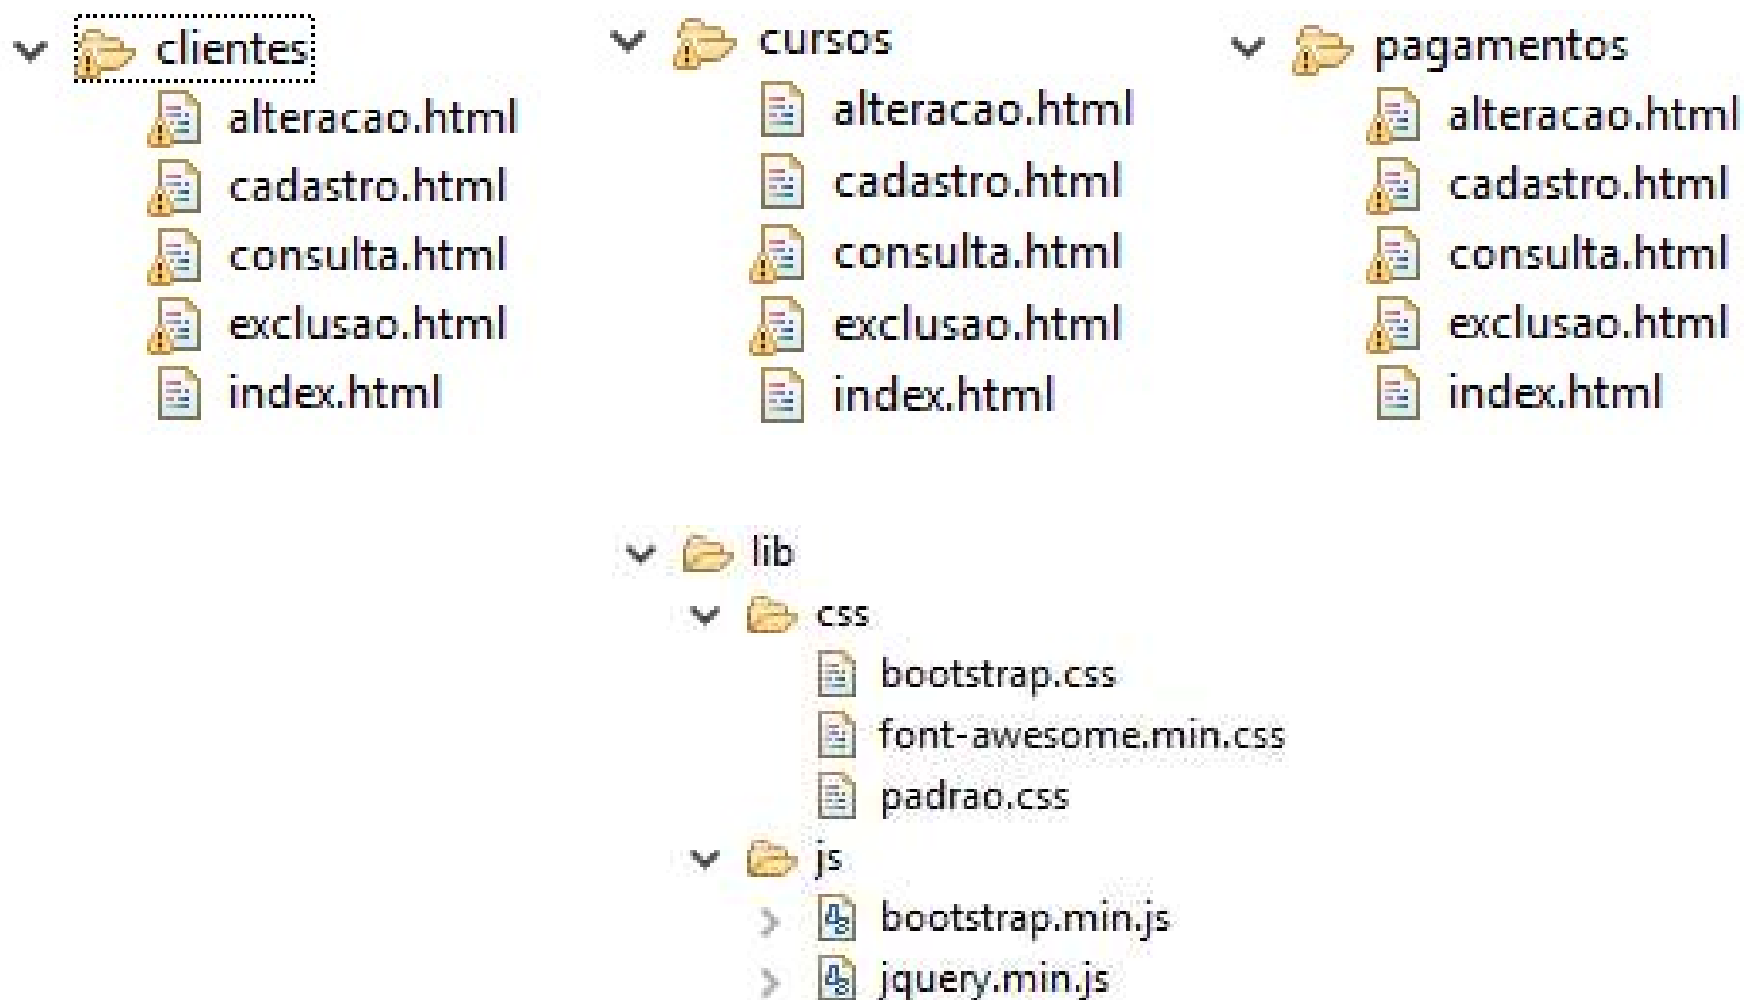 clientes
alteracao.html
cadastro.html
consulta.html
exclusao.html
index.html
cursos
alteracao.html
cadastro.html
consulta.html
exclusao.html
index.html
pagamentos
alteracao.html
cadastro.html
consulta.html
exclusao.html
index.html
lib
css
bootstrap.css
font-awesome.min.css
padrao.css
js
bootstrap.min.js
jquery.min.js